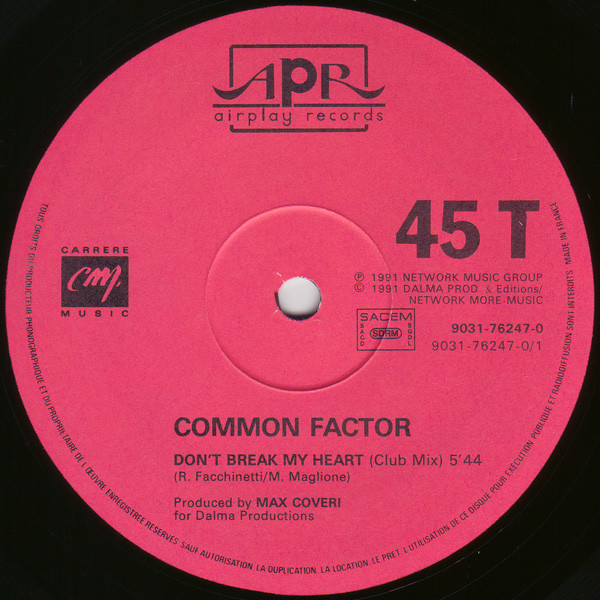 APR
airplay records
45 T
CARRERE
CM
MUSIC
℗ 1991 NETWORK MUSIC GROUP
© 1991 DALMA PROD. & Editions/
NETWORK MORE-MUSIC
SACEM
SACD
SDRM
SGDL
9031-76247-0
9031-76247-0/1
COMMON FACTOR
DON'T BREAK MY HEART (Club Mix) 5'44
(R. Facchinetti/M. Maglione)
Produced by MAX COVERI
for Dalma Productions
TOUS DROITS DU PRODUCTEUR PHONOGRAPHIQUE ET DU PROPRIETAIRE DE L'ŒUVRE ENREGISTREE RESERVES. SAUF AUTORISATION, LA DUPLICATION, LA LOCATION, LE PRET, L'UTILISATION DE CE DISQUE POUR EXECUTION PUBLIQUE ET RADIODIFFUSION SONT INTERDITS. MADE IN FRANCE